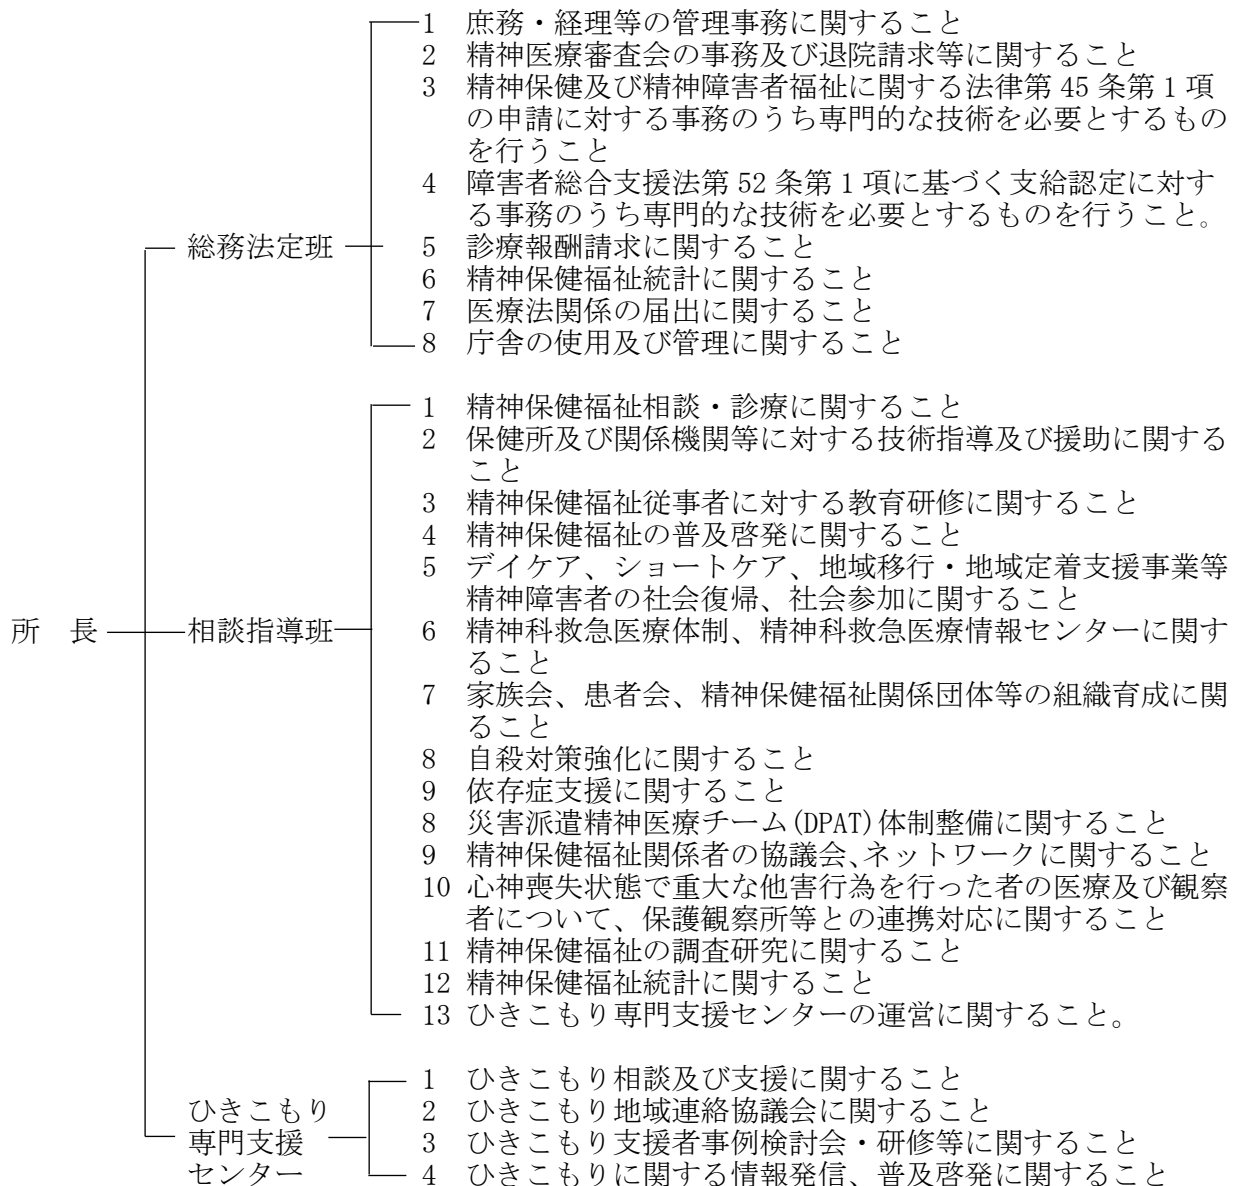 1 庶務・経理等の管理事務に関すること
2 精神医療審査会の事務及び退院請求等に関すること
3 精神保健及び精神障害者福祉に関する法律第 45 条第 1 項
の申請に対する事務のうち専門的な技術を必要とするもの
を行うこと
4 障害者総合支援法第 52 条第 1 項に基づく支給認定に対す
る事務のうち専門的な技術を必要とするものを行うこと。
総務法定班
5 診療報酬請求に関すること
6 精神保健福祉統計に関すること
7 医療法関係の届出に関すること
8 庁舎の使用及び管理に関すること
1 精神保健福祉相談・診療に関すること
2 保健所及び関係機関等に対する技術指導及び援助に関する
こと
3 精神保健福祉従事者に対する教育研修に関すること
4 精神保健福祉の普及啓発に関すること
5 デイケア、ショートケア、地域移行・地域定着支援事業等
精神障害者の社会復帰、社会参加に関すること
所 長
相談指導班
6 精神科救急医療体制、精神科救急医療情報センターに関す
ること
7 家族会、患者会、精神保健福祉関係団体等の組織育成に関
ること
8 自殺対策強化に関すること
9 依存症支援に関すること
8 災害派遣精神医療チーム(DPAT)体制整備に関すること
9 精神保健福祉関係者の協議会、ネットワークに関すること
10 心神喪失状態で重大な他害行為を行った者の医療及び観察
者について、保護観察所等との連携対応に関すること
11 精神保健福祉の調査研究に関すること
12 精神保健福祉統計に関すること
13 ひきこもり専門支援センターの運営に関すること。
ひきこもり
専門支援
センター
1 ひきこもり相談及び支援に関すること
2 ひきこもり地域連絡協議会に関すること
3 ひきこもり支援者事例検討会・研修等に関すること
4 ひきこもりに関する情報発信、普及啓発に関すること